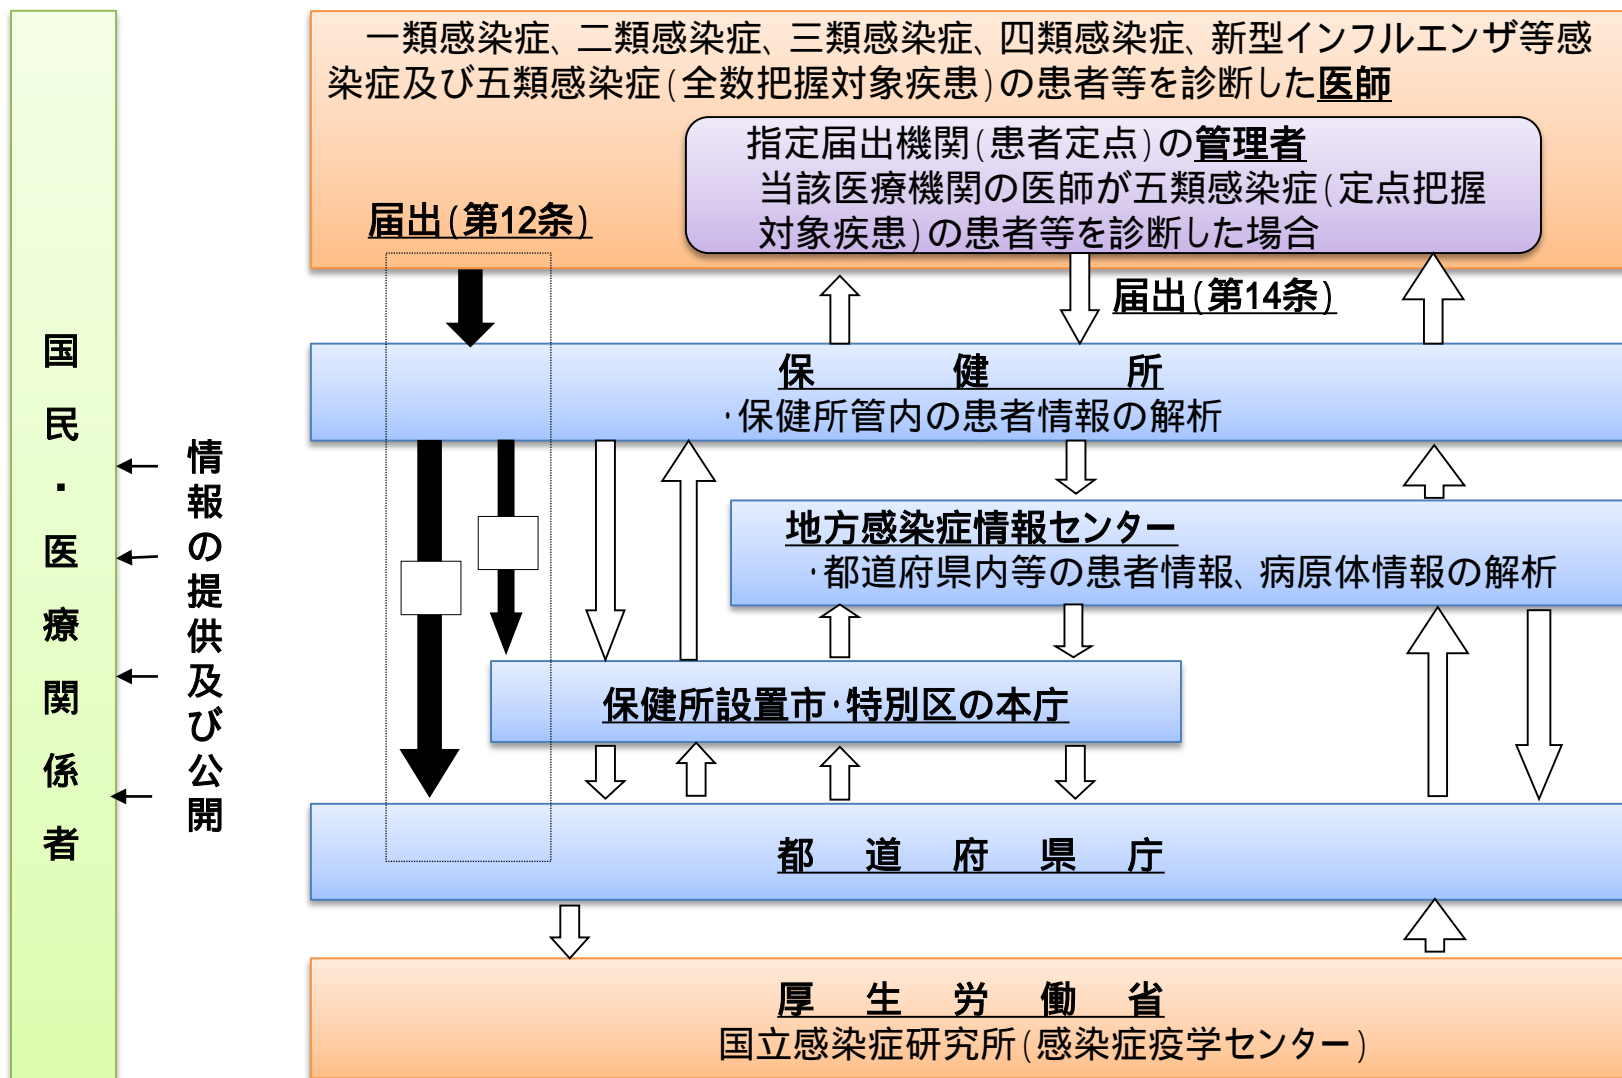 一類感染症、二類感染症、三類感染症、四類感染症、新型インフルエンザ等感
染症及び五類感染症(全数把握対象疾患)の患者等を診断した医師
指定届出機関(患者定点)の管理者
当該医療機関の医師が五類感染症(定点把握
対象疾患)の患者等を診断した場合
届出(第12条)
届出(第14条)
保健所
・保健所管内の患者情報の解析
地方感染症情報センター
・都道府県内等の患者情報、病原体情報の解析
保健所設置市・特別区の本庁
都道府県庁
厚生労働省
国立感染症研究所(感染症疫学センター)
情報の提供及び公開
国民・医療関係者